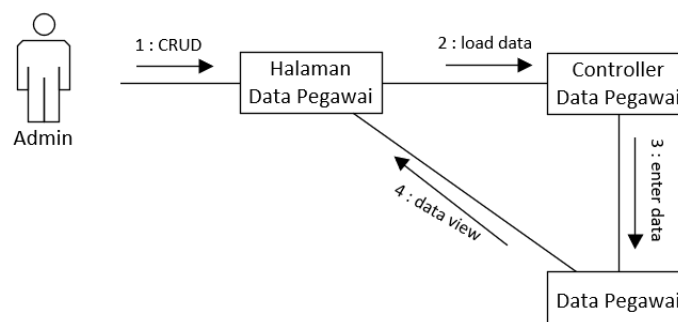 1 : CRUD
2 : load data
Halaman
Data Pegawai
Controller
Data Pegawai
Admin
3 : enter data
4 : data view
Data Pegawai